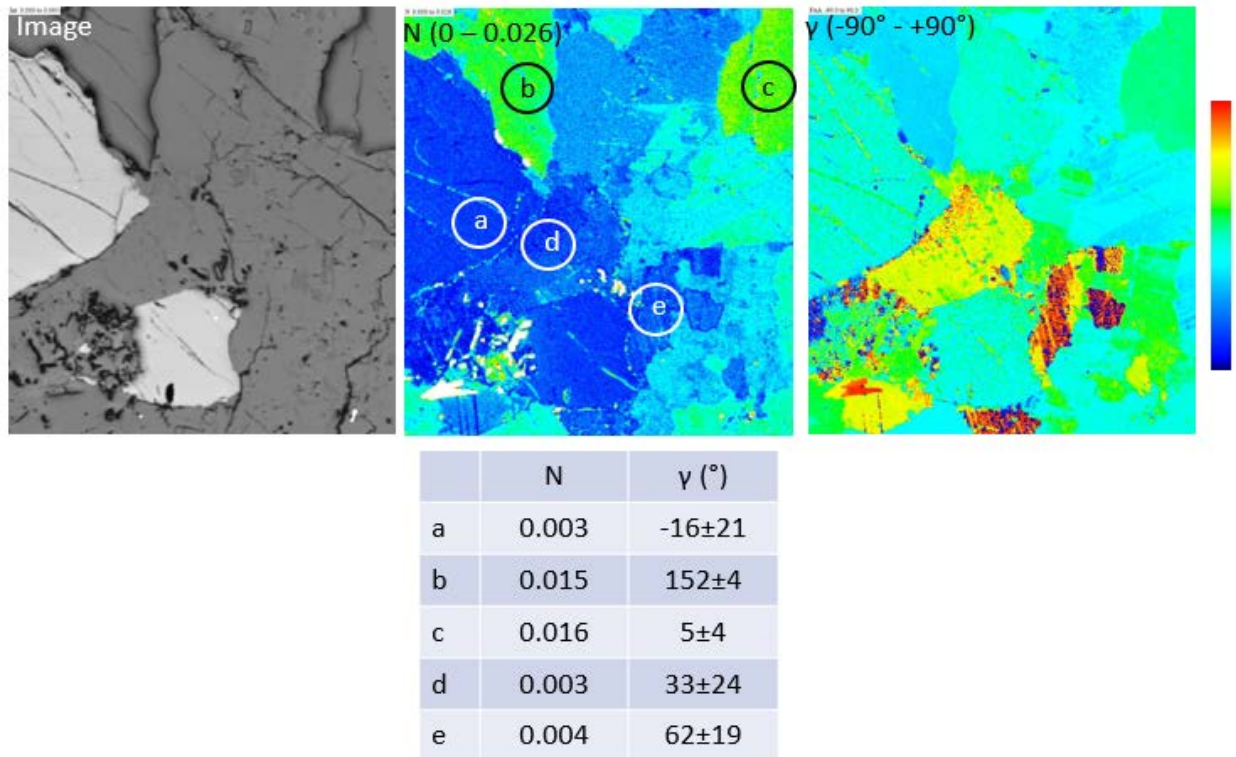 Image
N (0 – 0.026)
γ (-90° - +90°)
b
c
a
d
e
N γ (°)
a 0.003 -16±21
b 0.015 152±4
c 0.016 5±4
d 0.003 33±24
e 0.004 62±19